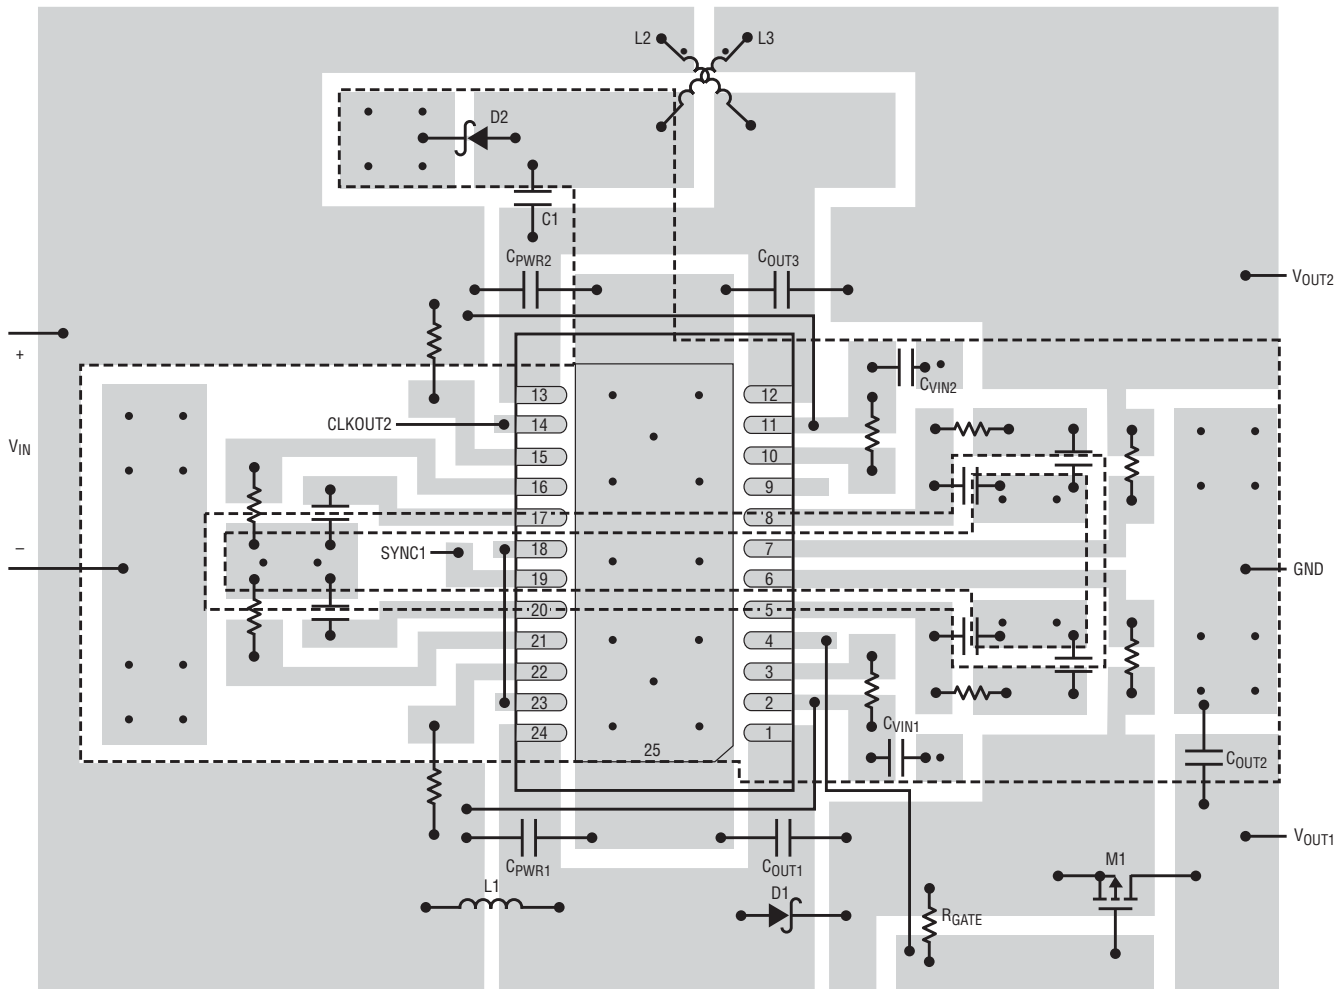 L2 L3
D2
C1
CPWR2 COUT3
VOUT2
+
CVIN2
13 12
CLKOUT2 14 11
VIN
15 10
16 9
17 8
–
SYNC1 18 7
19 6
GND
20 5
21 4
22 3
23 2
CVIN1
24 1
25
COUT2
VOUT1
CPWR1 COUT1
M1
L1 D1
RGATE